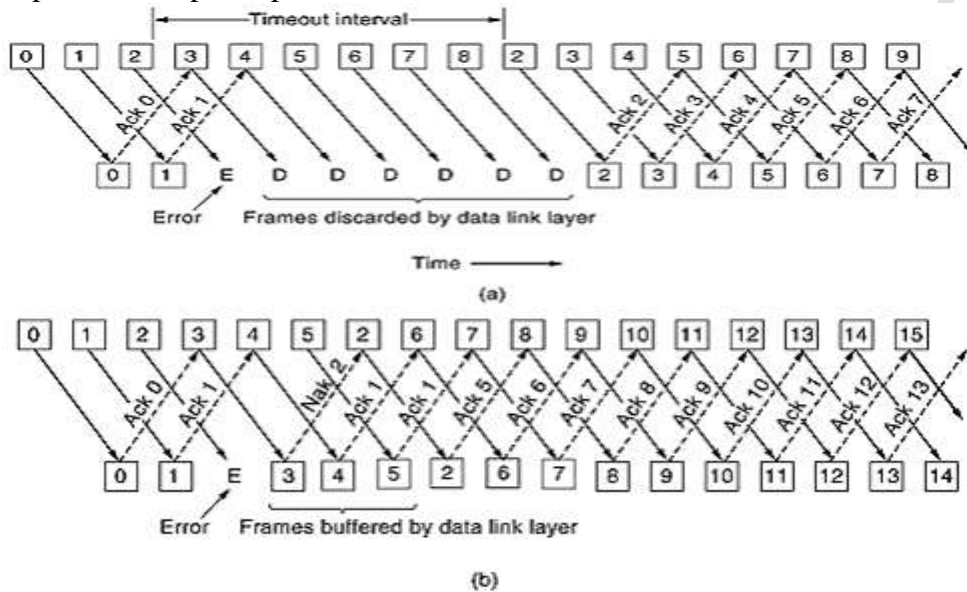 Timeout interval
0 1 2 3 4 5 6 7 8 2 3 4 5 6 7 8 9
Ack 0 Ack 1 Ack 2 Ack 3 Ack 4 Ack 5 Ack 6 Ack 7
0 1 E D D D D D D 2 3 4 5 6 7 8
Error Frames discarded by data link layer
Time
(a)
0 1 2 3 4 5 2 6 7 8 9 10 11 12 13 14 15
Ack 0 Ack 1 Nak 2 Ack 1 Ack 1 Ack 5 Ack 6 Ack 7 Ack 8 Ack 9 Ack 10 Ack 11 Ack 12 Ack 13
0 1 E 3 4 5 2 6 7 8 9 10 11 12 13 14
Error Frames buffered by data link layer
(b)